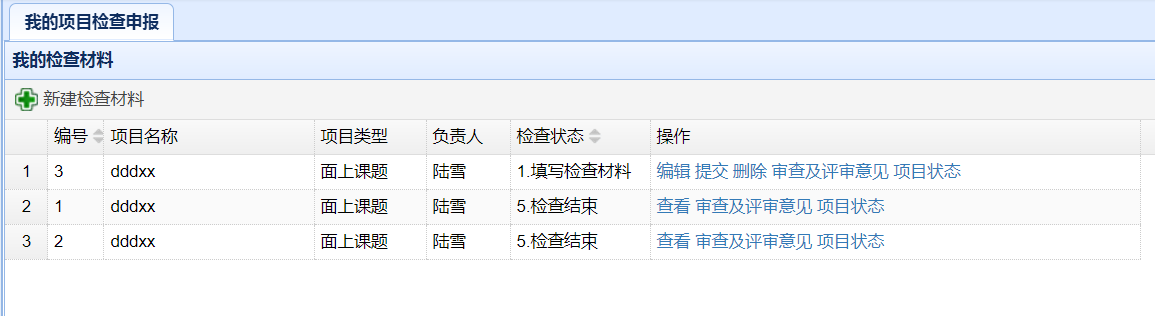 我的项目检查申报
我的检查材料
新建检查材料
编号 项目名称 项目类型 负责人 检查状态 操作
1 3 dddxx 面上课题 陆雪 1.填写检查材料 编辑 提交 删除 审查及评审意见 项目状态
2 1 dddxx 面上课题 陆雪 5.检查结束 查看 审查及评审意见 项目状态
3 2 dddxx 面上课题 陆雪 5.检查结束 查看 审查及评审意见 项目状态